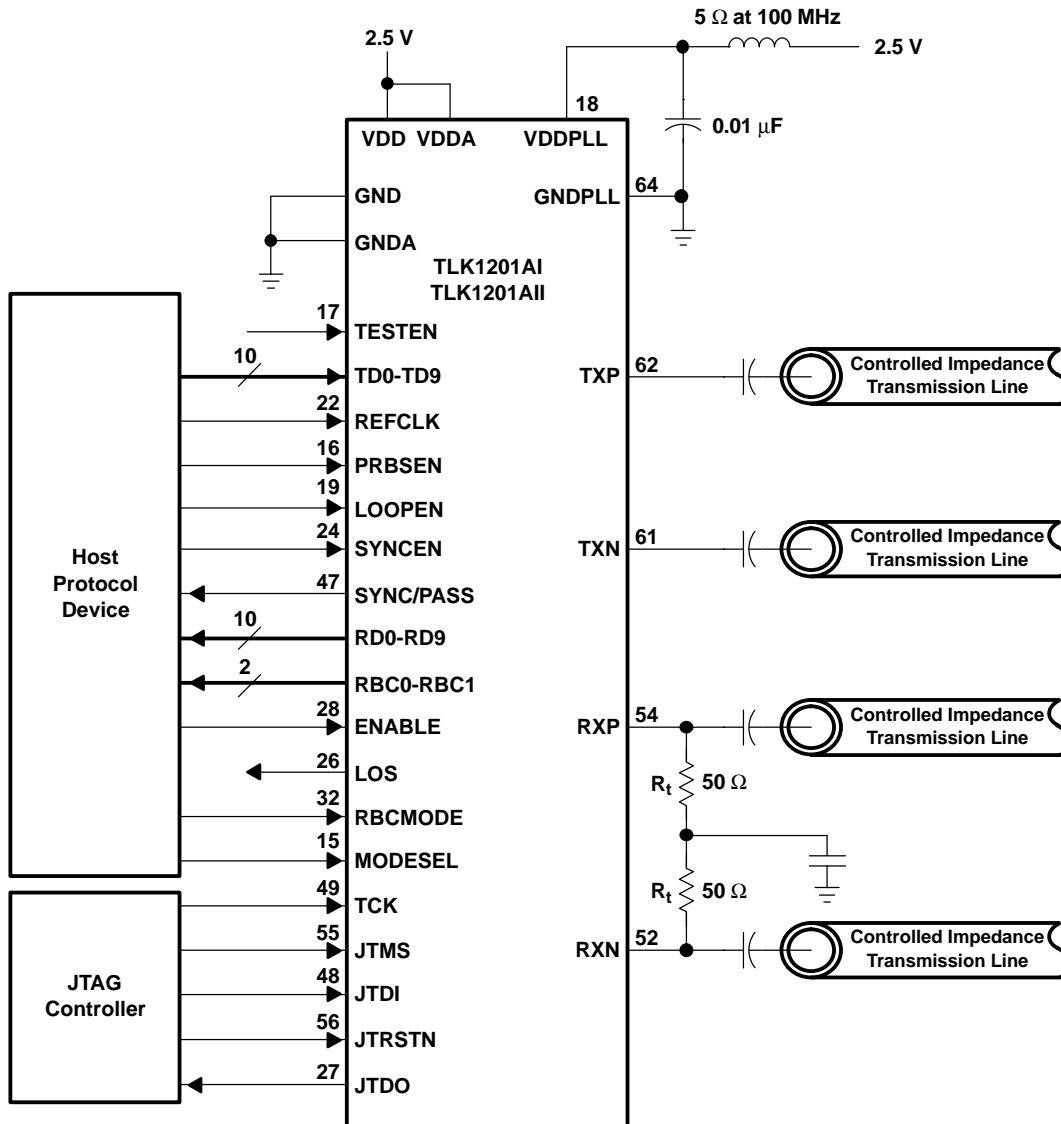 5 Ω at 100 MHz
2.5 V
2.5 V
18
0.01 μF
VDD VDDA VDDPLL
GND
GNDPLL
64
GNDA
TLK1201AI
TLK1201AII
17
TESTEN
10
TD0-TD9
22
REFCLK
16
PRBSEN
19
LOOPEN
24
SYNCEN
47
SYNC/PASS
10
RD0-RD9
2
RBC0-RBC1
28
ENABLE
26
LOS
32
RBCMODE
15
MODESEL
49
TCK
55
JTMS
48
JTDI
56
JTRSTN
27
JTDO
Host
Protocol
Device
JTAG
Controller
TXP
62
Controlled Impedance
Transmission Line
TXN
61
Controlled Impedance
Transmission Line
RXP
54
Controlled Impedance
Transmission Line
Rt 50 Ω
Rt 50 Ω
RXN
52
Controlled Impedance
Transmission Line